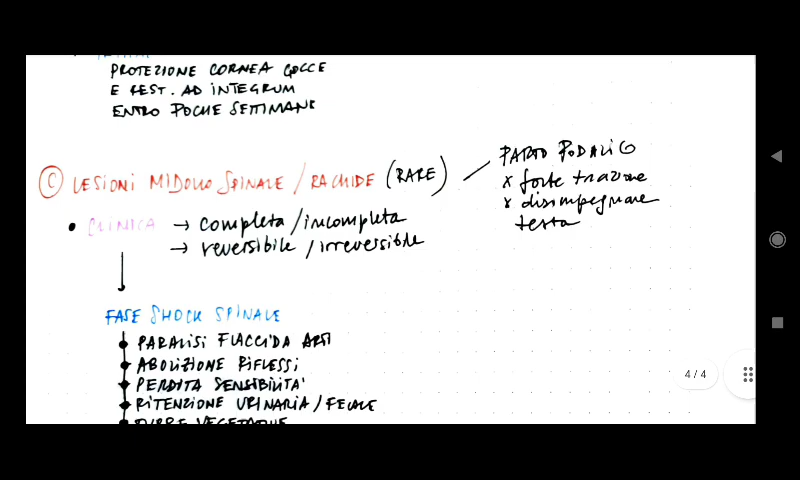 PROTEZIONE CORNEA GOCCE
E REST. AD INTEGRUM
ENTRO POCHE SETTIMANE
C LESIONI MIDOLLO SPINALE / RACHIDE (RARE)
PARTO PODALICO
x forte trazione
x disimpegnare
testa
• CLINICA → completa/incompleta
→ reversibile/irreversibile
FASE SHOCK SPINALE
• PARALISI FLACCIDA ARTI
• ABOLIZIONE RIFLESSI
• PERDITA SENSIBILITA'
• RITENZIONE URINARIA/FECALE
4/4